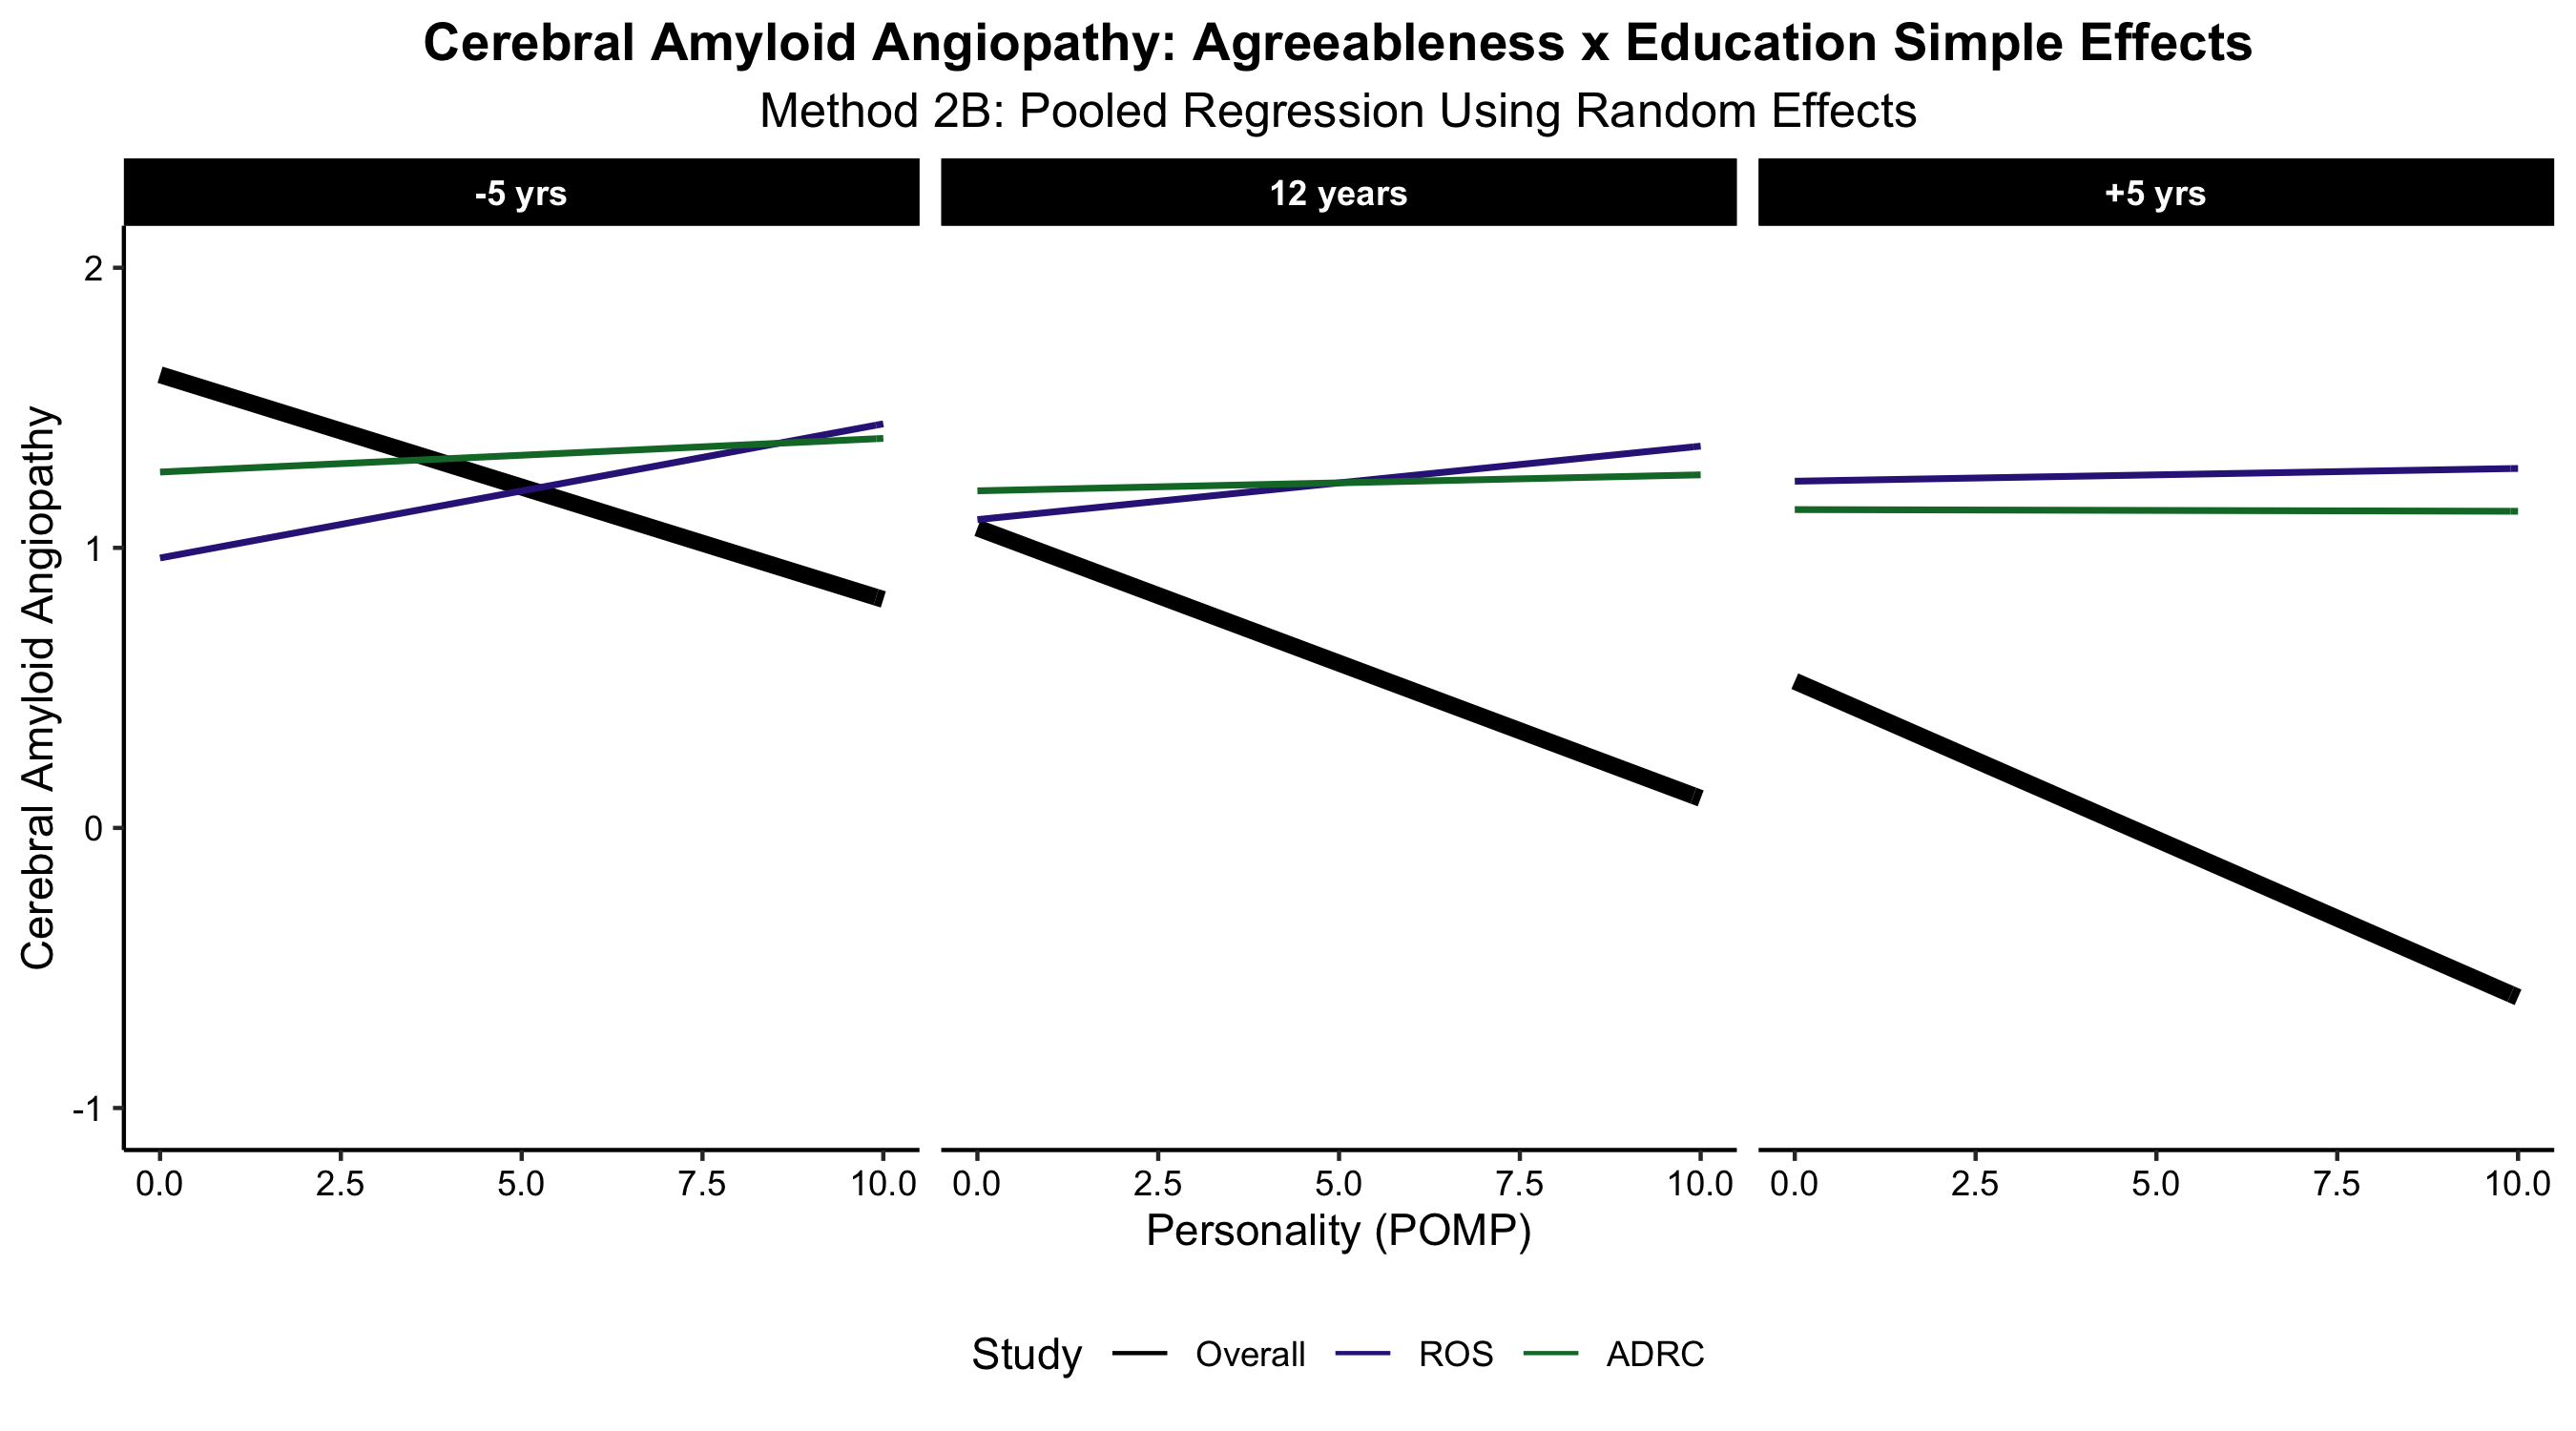 Cerebral Amyloid Angiopathy: Agreeableness x Education Simple Effects
Method 2B: Pooled Regression Using Random Effects
-5 yrs 12 years +5 yrs
Cerebral Amyloid Angiopathy
2
1
0
-1
0.0 2.5 5.0 7.5 10.0 0.0 2.5 5.0 7.5 10.0 0.0 2.5 5.0 7.5 10.0
Personality (POMP)
Study Overall ROS ADRC